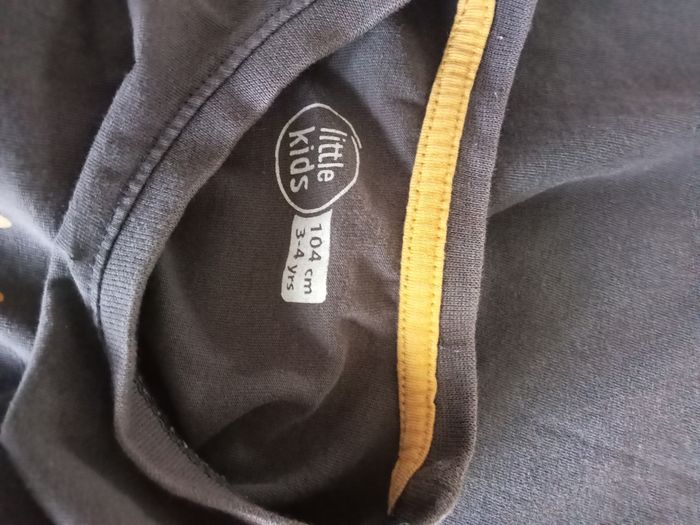 little
kids
104 cm
3-4 yrs